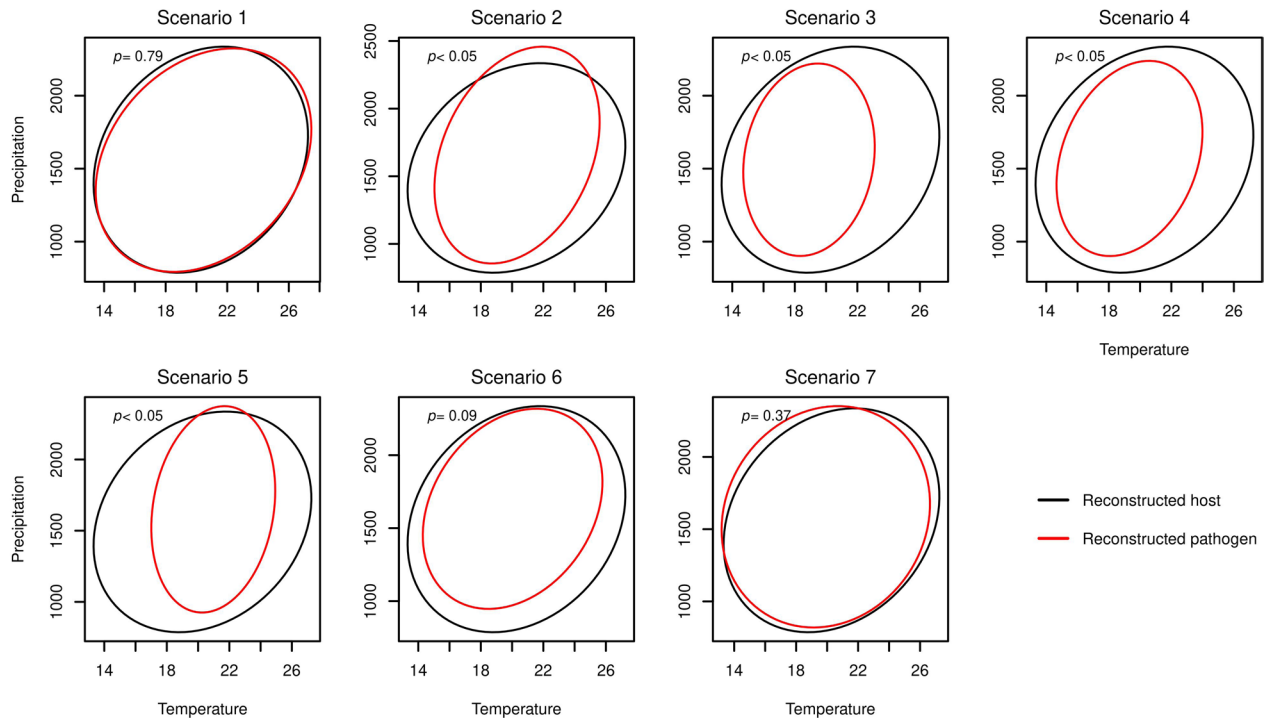 Scenario 1
Scenario 2
Scenario 3
Scenario 4
p= 0.79
p< 0.05
p< 0.05
p< 0.05
Precipitation
1000
1500
2000
1000
1500
2000
2500
1000
1500
2000
1000
1500
2000
14 18 22 26
14 18 22 26
14 18 22 26
14 18 22 26
Temperature
Scenario 5
Scenario 6
Scenario 7
p< 0.05
p= 0.09
p= 0.37
Precipitation
1000
1500
2000
1000
1500
2000
1000
1500
2000
14 18 22 26
14 18 22 26
14 18 22 26
Temperature
Temperature
Temperature
Reconstructed host
Reconstructed pathogen